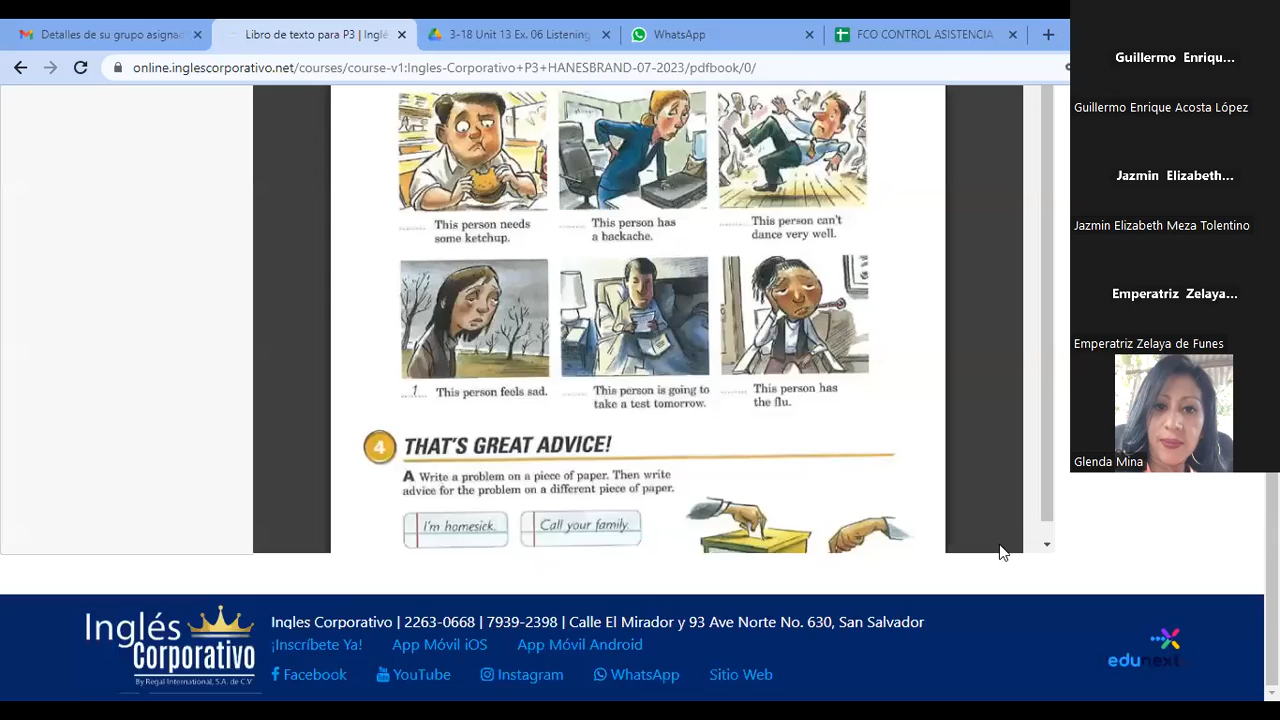 Detalles de su grupo asignac
Libro de texto para P3 | Inglé
3-18 Unit 13 Ex. 06 Listening
WhatsApp
FCO CONTROL ASISTENCIA
online.inglescorporativo.net/courses/course-v1:Ingles-Corporativo+P3+HANESBRAND-07-2023/pdfbook/0/
This person needs
some ketchup.
This person has
a backache.
This person can't
dance very well.
1 This person feels sad.
This person is going to
take a test tomorrow.
This person has
the flu.
4 THAT'S GREAT ADVICE!
A Write a problem on a piece of paper. Then write
advice for the problem on a different piece of paper.
I'm homesick.
Call your family.
Guillermo Enriqu...
Guillermo Enrique Acosta López
Jazmin Elizabeth...
Jazmin Elizabeth Meza Tolentino
Emperatriz Zelaya...
Emperatriz Zelaya de Funes
Glenda Mina
Inglés
Corporativo
By Regal International, S.A. de C.V
Ingles Corporativo | 2263-0668 | 7939-2398 | Calle El Mirador y 93 Ave Norte No. 630, San Salvador
¡Inscríbete Ya!
App Móvil iOS
App Móvil Android
Facebook
YouTube
Instagram
WhatsApp
Sitio Web
edunext